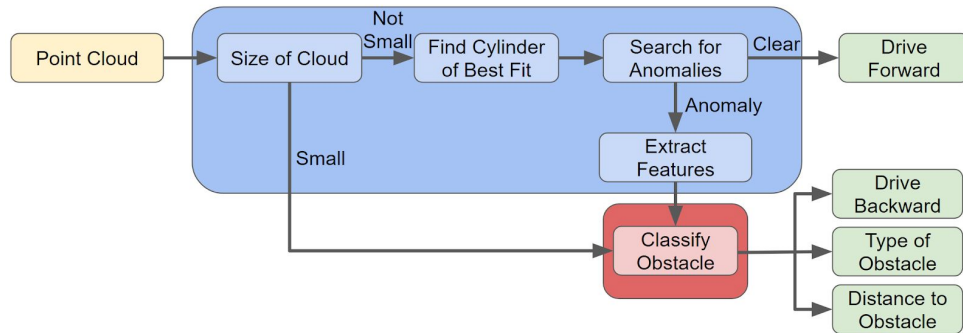 Point Cloud
Size of Cloud
Not
Small
Find Cylinder
of Best Fit
Search for
Anomalies
Clear
Drive
Forward
Anomaly
Small
Extract
Features
Classify
Obstacle
Drive
Backward
Type of
Obstacle
Distance to
Obstacle